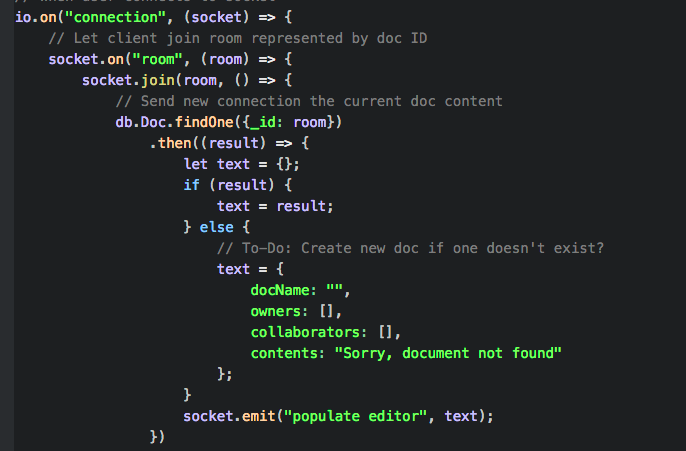 io.on("connection", (socket) => {
    // Let client join room represented by doc ID
    socket.on("room", (room) => {
        socket.join(room, () => {
            // Send new connection the current doc content
            db.Doc.findOne({_id: room})
                .then((result) => {
                    let text = {};
                    if (result) {
                        text = result;
                    } else {
                        // To-Do: Create new doc if one doesn't exist?
                        text = {
                            docName: "",
                            owners: [],
                            collaborators: [],
                            contents: "Sorry, document not found"
                        };
                    }
                    socket.emit("populate editor", text);
                })